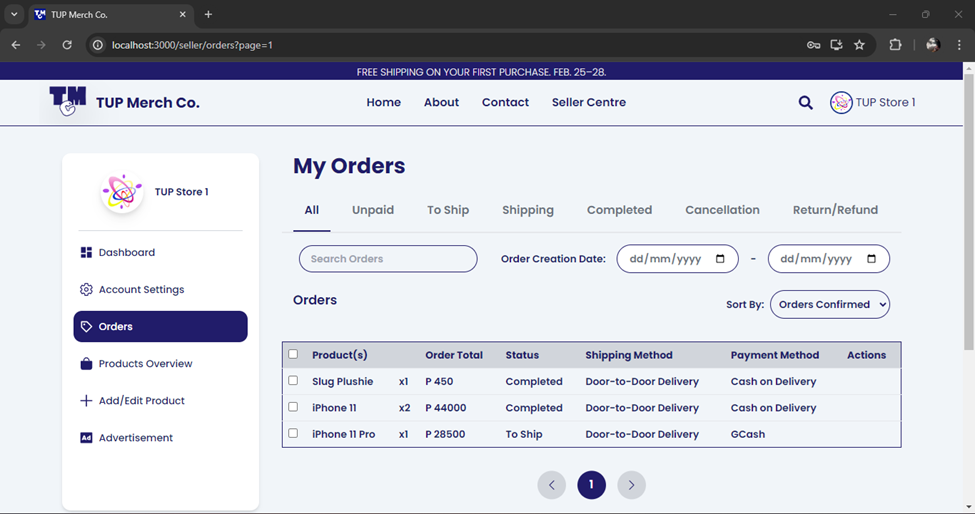 TUP Merch Co.
localhost:3000/seller/orders?page=1
FREE SHIPPING ON YOUR FIRST PURCHASE. FEB. 25–28.
TM
TUP Merch Co.
Home About Contact Seller Centre
TUP Store 1
TUP Store 1
Dashboard
Account Settings
Orders
Products Overview
Add/Edit Product
Ad Advertisement
My Orders
All Unpaid To Ship Shipping Completed Cancellation Return/Refund
Search Orders Order Creation Date: dd/mm/yyyy - dd/mm/yyyy
Orders
Sort By: Orders Confirmed
Product(s) Order Total Status Shipping Method Payment Method Actions
Slug Plushie x1 P 450 Completed Door-to-Door Delivery Cash on Delivery
iPhone 11 x2 P 44000 Completed Door-to-Door Delivery Cash on Delivery
iPhone 11 Pro x1 P 28500 To Ship Door-to-Door Delivery GCash
1